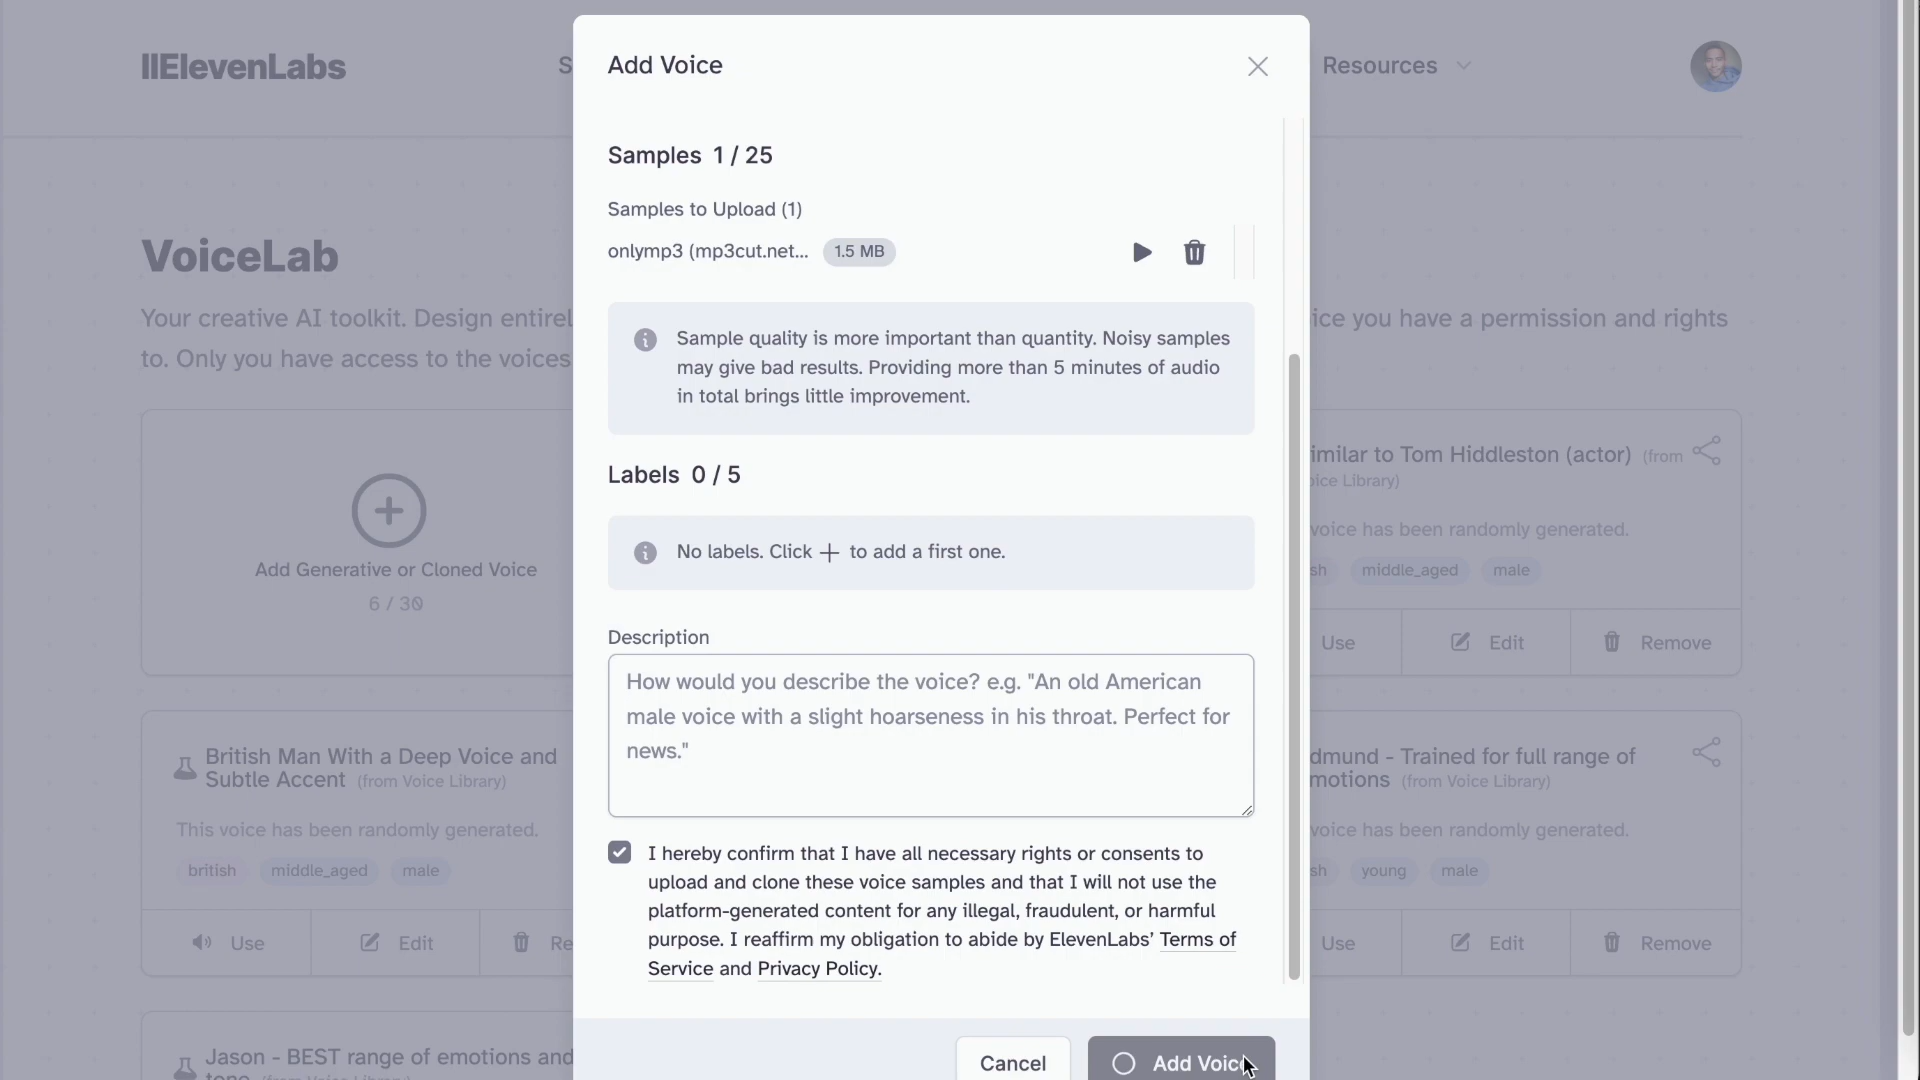 IIElevenLabs
S
Resources
Add Voice
Samples 1 / 25
Samples to Upload (1)
onlymp3 (mp3cut.net... 1.5 MB
Sample quality is more important than quantity. Noisy samples
may give bad results. Providing more than 5 minutes of audio
in total brings little improvement.
Labels 0 / 5
No labels. Click + to add a first one.
Description
How would you describe the voice? e.g. "An old American
male voice with a slight hoarseness in his throat. Perfect for
news."
I hereby confirm that I have all necessary rights or consents to
upload and clone these voice samples and that I will not use the
platform-generated content for any illegal, fraudulent, or harmful
purpose. I reaffirm my obligation to abide by ElevenLabs’ Terms of
Service and Privacy Policy.
Cancel
Add Voic
VoiceLab
Your creative AI toolkit. Design entirel
ice you have a permission and rights
to. Only you have access to the voices
Add Generative or Cloned Voice
6 / 30
imilar to Tom Hiddleston (actor) (from
oice Library)
voice has been randomly generated.
sh middle_aged male
Use Edit Remove
British Man With a Deep Voice and
Subtle Accent (from Voice Library)
This voice has been randomly generated.
british middle_aged male
Use Edit Re
dmund - Trained for full range of
motions (from Voice Library)
voice has been randomly generated.
sh young male
Use Edit Remove
Jason - BEST range of emotions and
tone (from Voice Library)